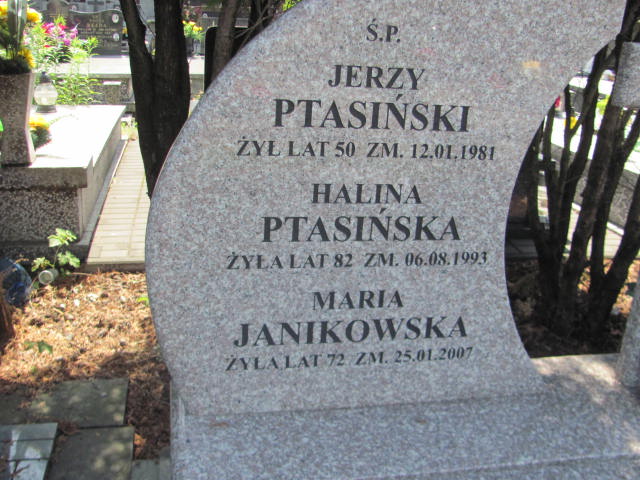 Ś.P.
JERZY
PTASIŃSKI
ŻYŁ LAT 50 ZM. 12.01.1981
HALINA
PTASIŃSKA
ŻYŁA LAT 82 ZM. 06.08.1993
MARIA
JANIKOWSKA
ŻYŁA LAT 72 ZM. 25.01.2007